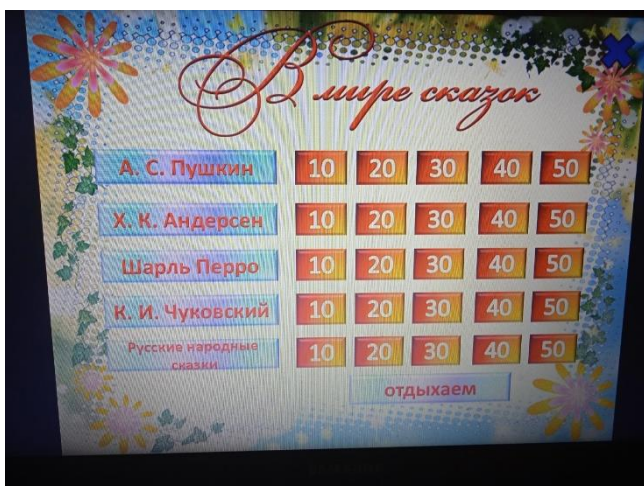 В мире сказок
А. С. Пушкин 10 20 30 40 50
Х. К. Андерсен 10 20 30 40 50
Шарль Перро 10 20 30 40 50
К. И. Чуковский 10 20 30 40 50
Русские народные
сказки 10 20 30 40 50
отдыхаем